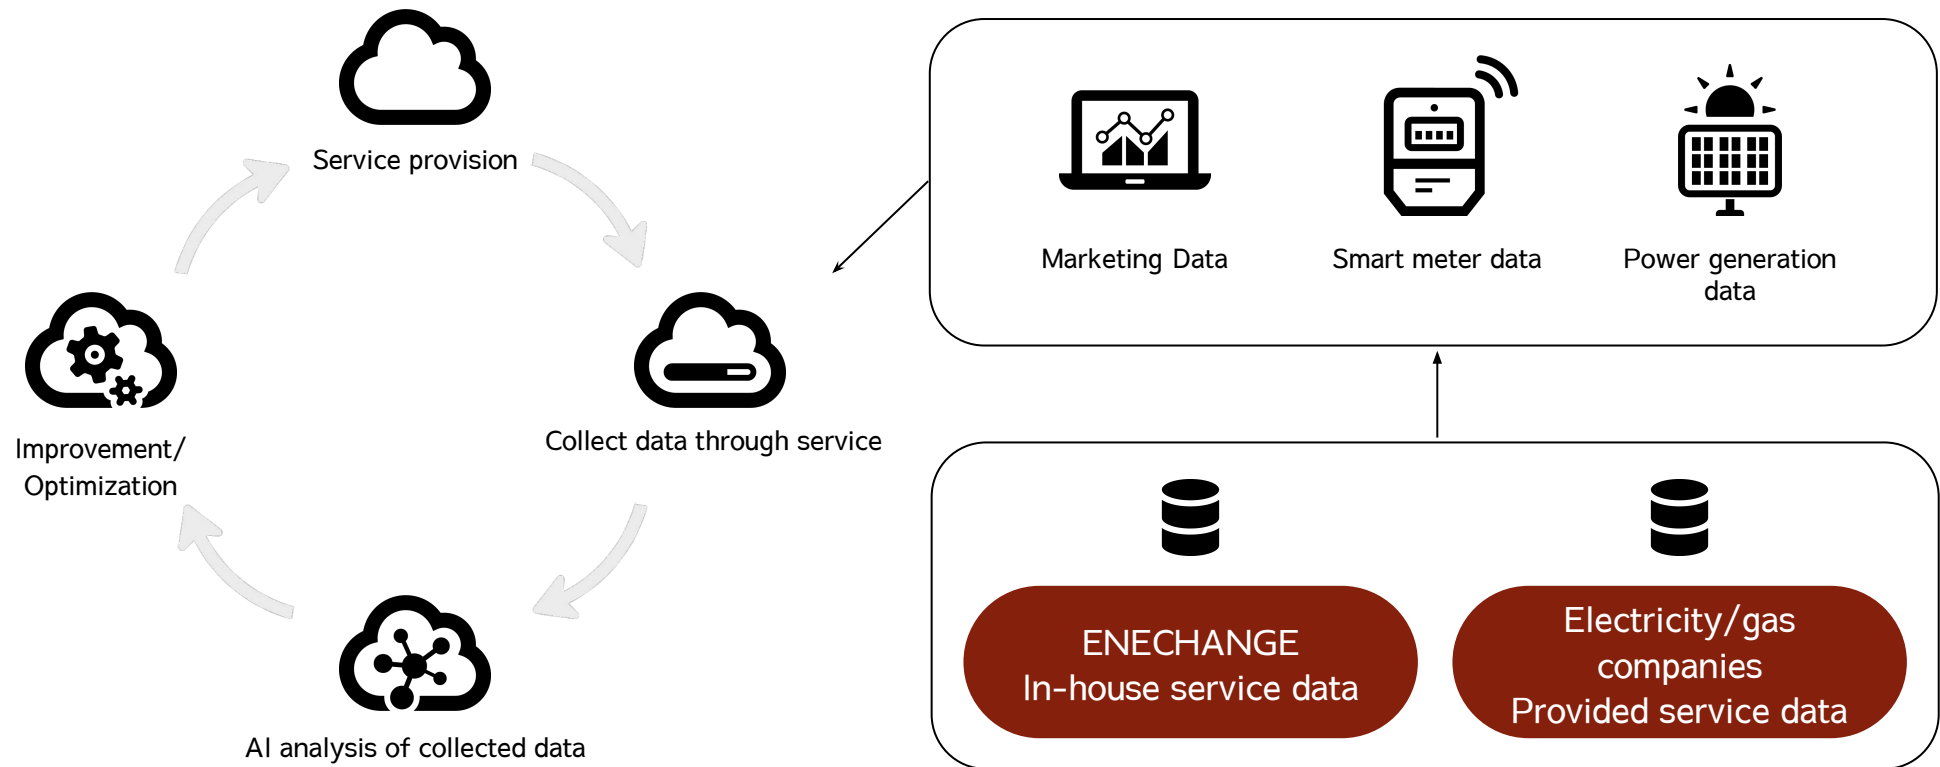 Service provision
Collect data through service
AI analysis of collected data
Improvement/
Optimization
Marketing Data
Smart meter data
Power generation
data
ENECHANGE
In-house service data
Electricity/gas
companies
Provided service data